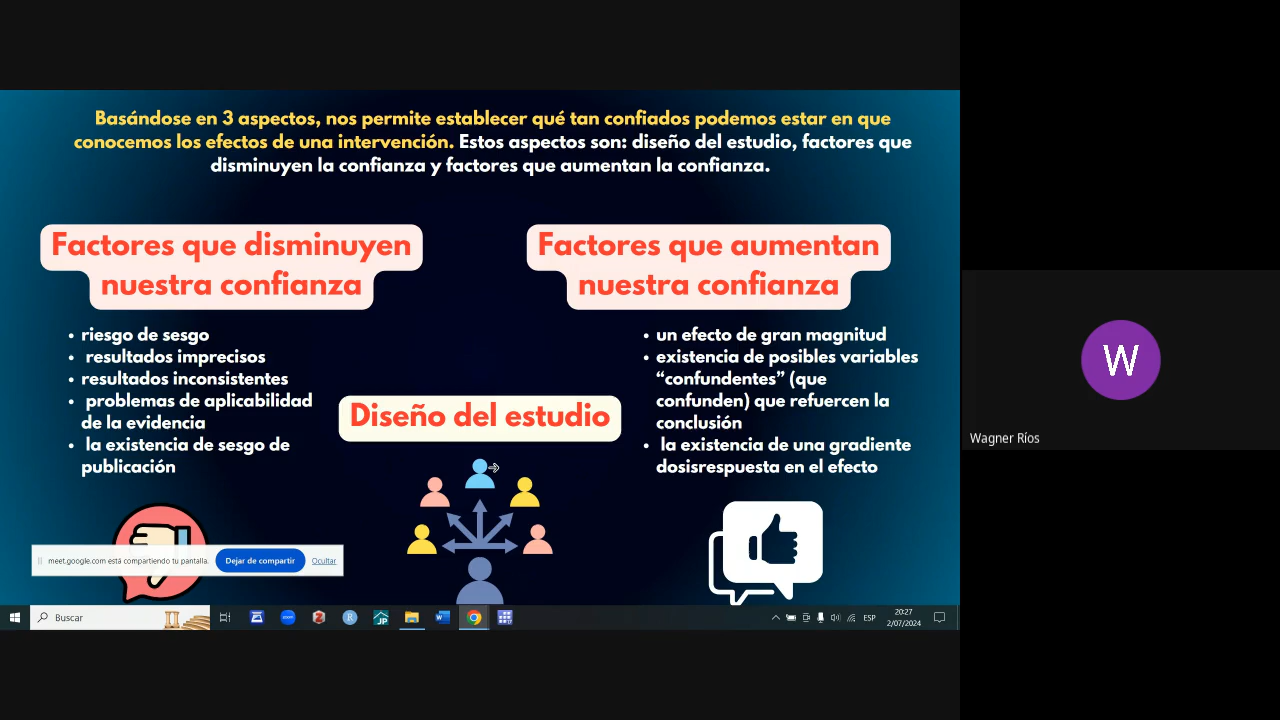 Basándose en 3 aspectos, nos permite establecer qué tan confiados podemos estar en que
conocemos los efectos de una intervención. Estos aspectos son: diseño del estudio, factores que
disminuyen la confianza y factores que aumentan la confianza.
Factores que disminuyen
nuestra confianza
riesgo de sesgo
resultados imprecisos
resultados inconsistentes
problemas de aplicabilidad
de la evidencia
la existencia de sesgo de
publicación
Diseño del estudio
Factores que aumentan
nuestra confianza
un efecto de gran magnitud
existencia de posibles variables
“confundentes” (que
confunden) que refuercen la
conclusión
la existencia de una gradiente
dosisrespuesta en el efecto
meet.google.com está compartiendo tu pantalla.
Dejar de compartir
Ocultar
Buscar
ESP
20:27
2/07/2024
W
Wagner Ríos